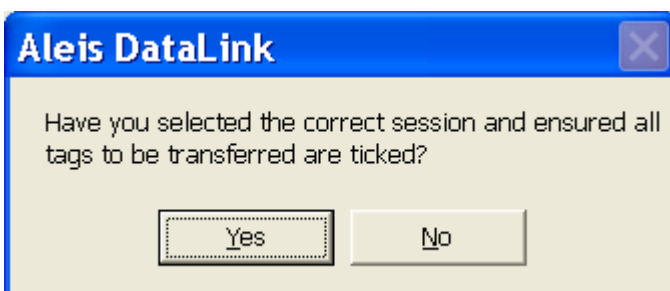 Aleis DataLink
Have you selected the correct session and ensured all
tags to be transferred are ticked?
Yes No